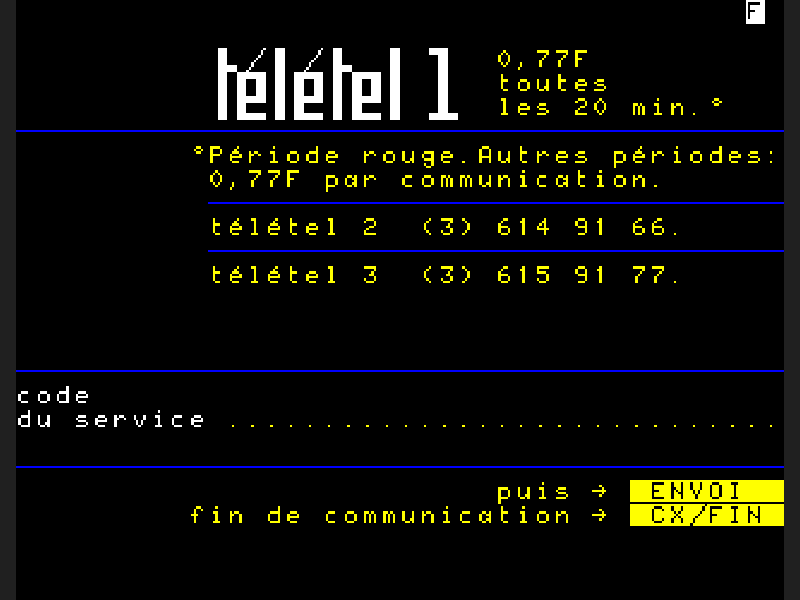 F
télétel 1
0,77F
toutes
les 20 min.°
°Période rouge.Autres périodes:
0,77F par communication.
télétel 2 (3) 614 91 66.
télétel 3 (3) 615 91 77.
code
du service .............................
puis → ENVOI
fin de communication → CX/FIN